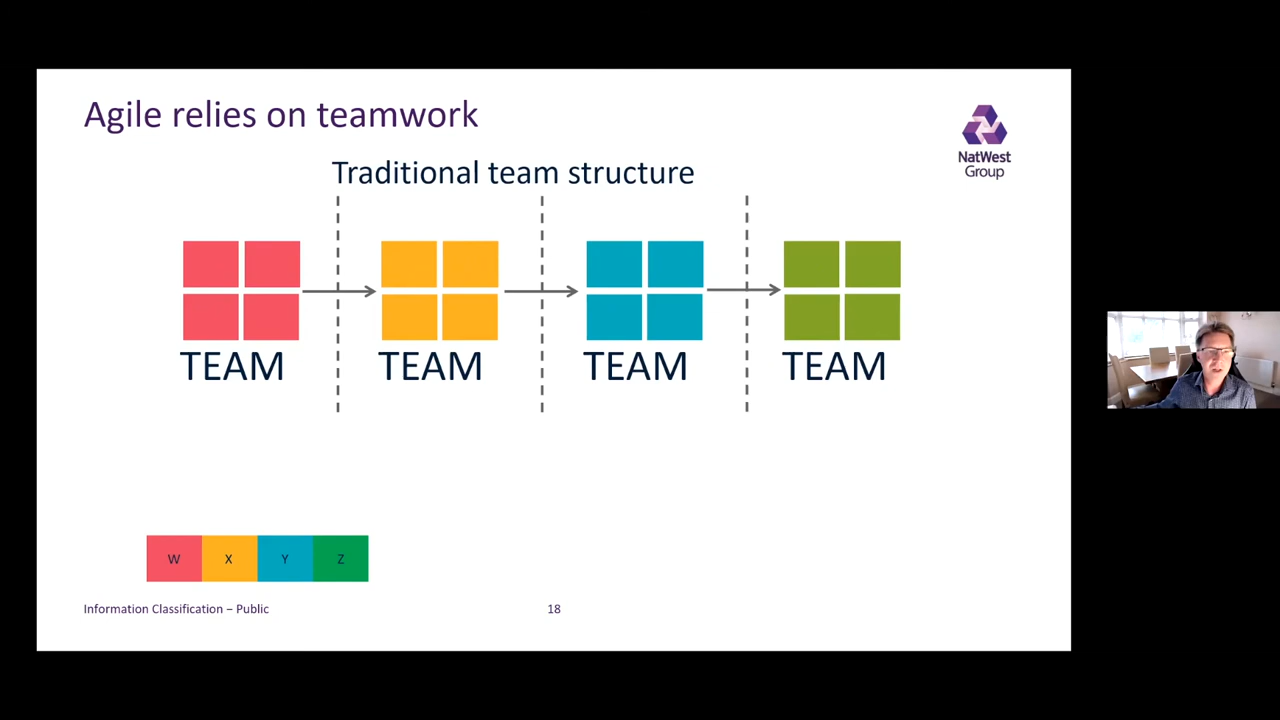 Agile relies on teamwork
NatWest
Group
Traditional team structure
TEAM TEAM TEAM TEAM
W X Y Z
Information Classification – Public 18